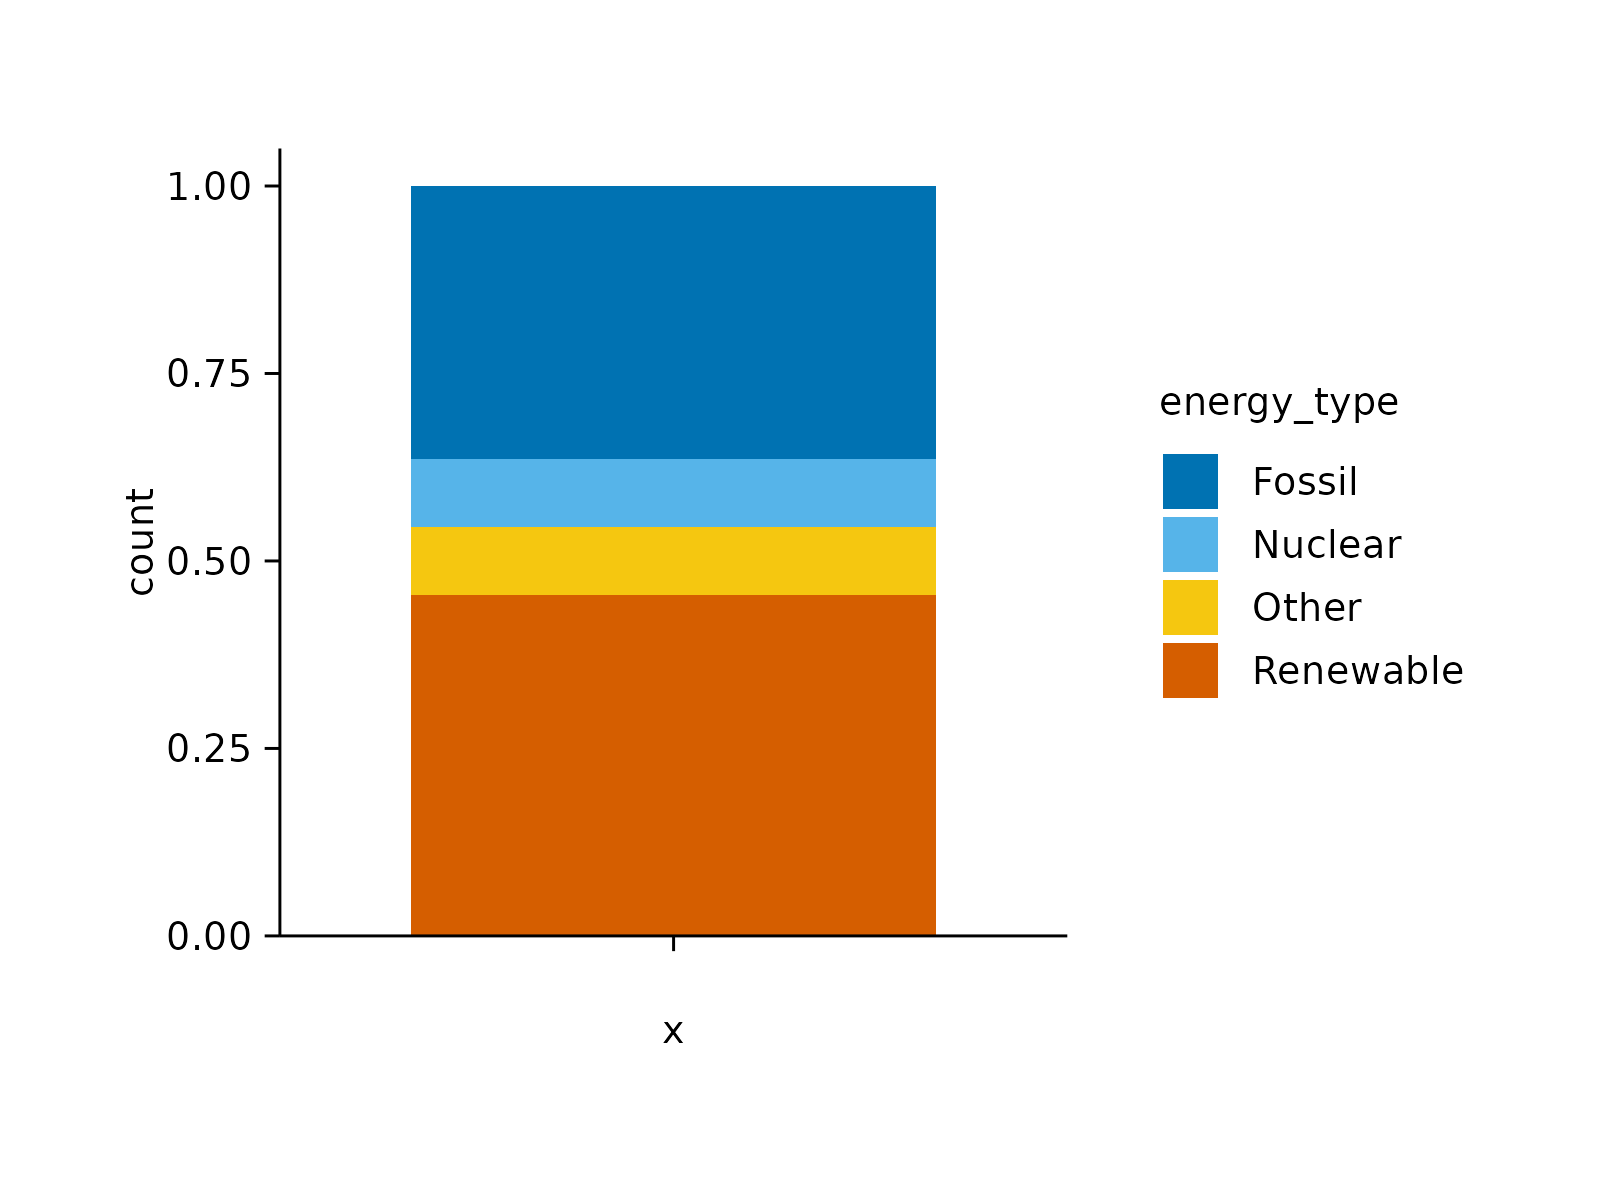 1.00
0.75
0.50
0.25
0.00
count
x
energy_type
Fossil
Nuclear
Other
Renewable